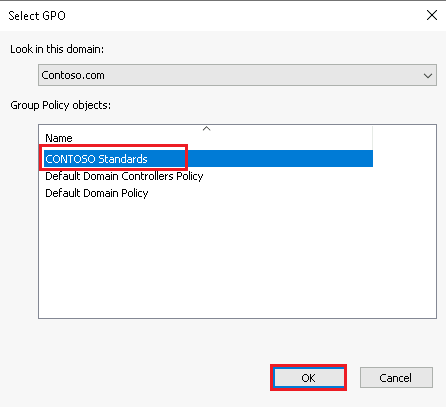 Select GPO
Look in this domain:
Contoso.com
Group Policy objects:
Name
CONTOSO Standards
Default Domain Controllers Policy
Default Domain Policy
OK
Cancel